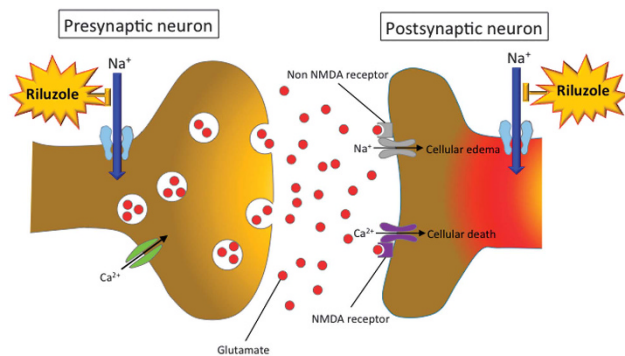 Presynaptic neuron
Postsynaptic neuron
Na⁺
Riluzole
Na⁺
Riluzole
Non NMDA receptor
Na⁺
Cellular edema
Ca²⁺
Cellular death
Ca²⁺
NMDA receptor
Glutamate